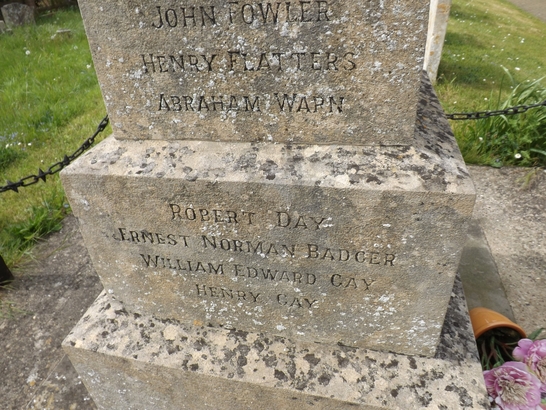 JOHN FOWLER
HENRY FLATTERS
ABRAHAM WARN
ROBERT DAY
ERNEST NORMAN BADGER
WILLIAM EDWARD GAY
HENRY GAY